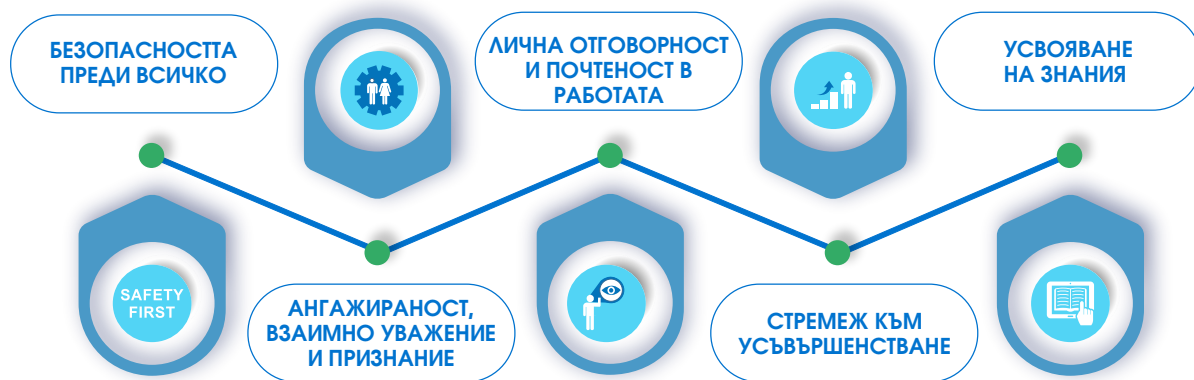 БЕЗОПАСНОСТТА
ПРЕДИ ВСИЧКО
SAFETY
FIRST
АНГАЖИРАНОСТ,
ВЗАИМНО УВАЖЕНИЕ
И ПРИЗНАНИЕ
ЛИЧНА ОТГОВОРНОСТ
И ПОЧТЕНОСТ В
РАБОТАТА
СТРЕМЕЖ КЪМ
УСЪВЪРШЕНСТВАНЕ
УСВОЯВАНЕ
НА ЗНАНИЯ